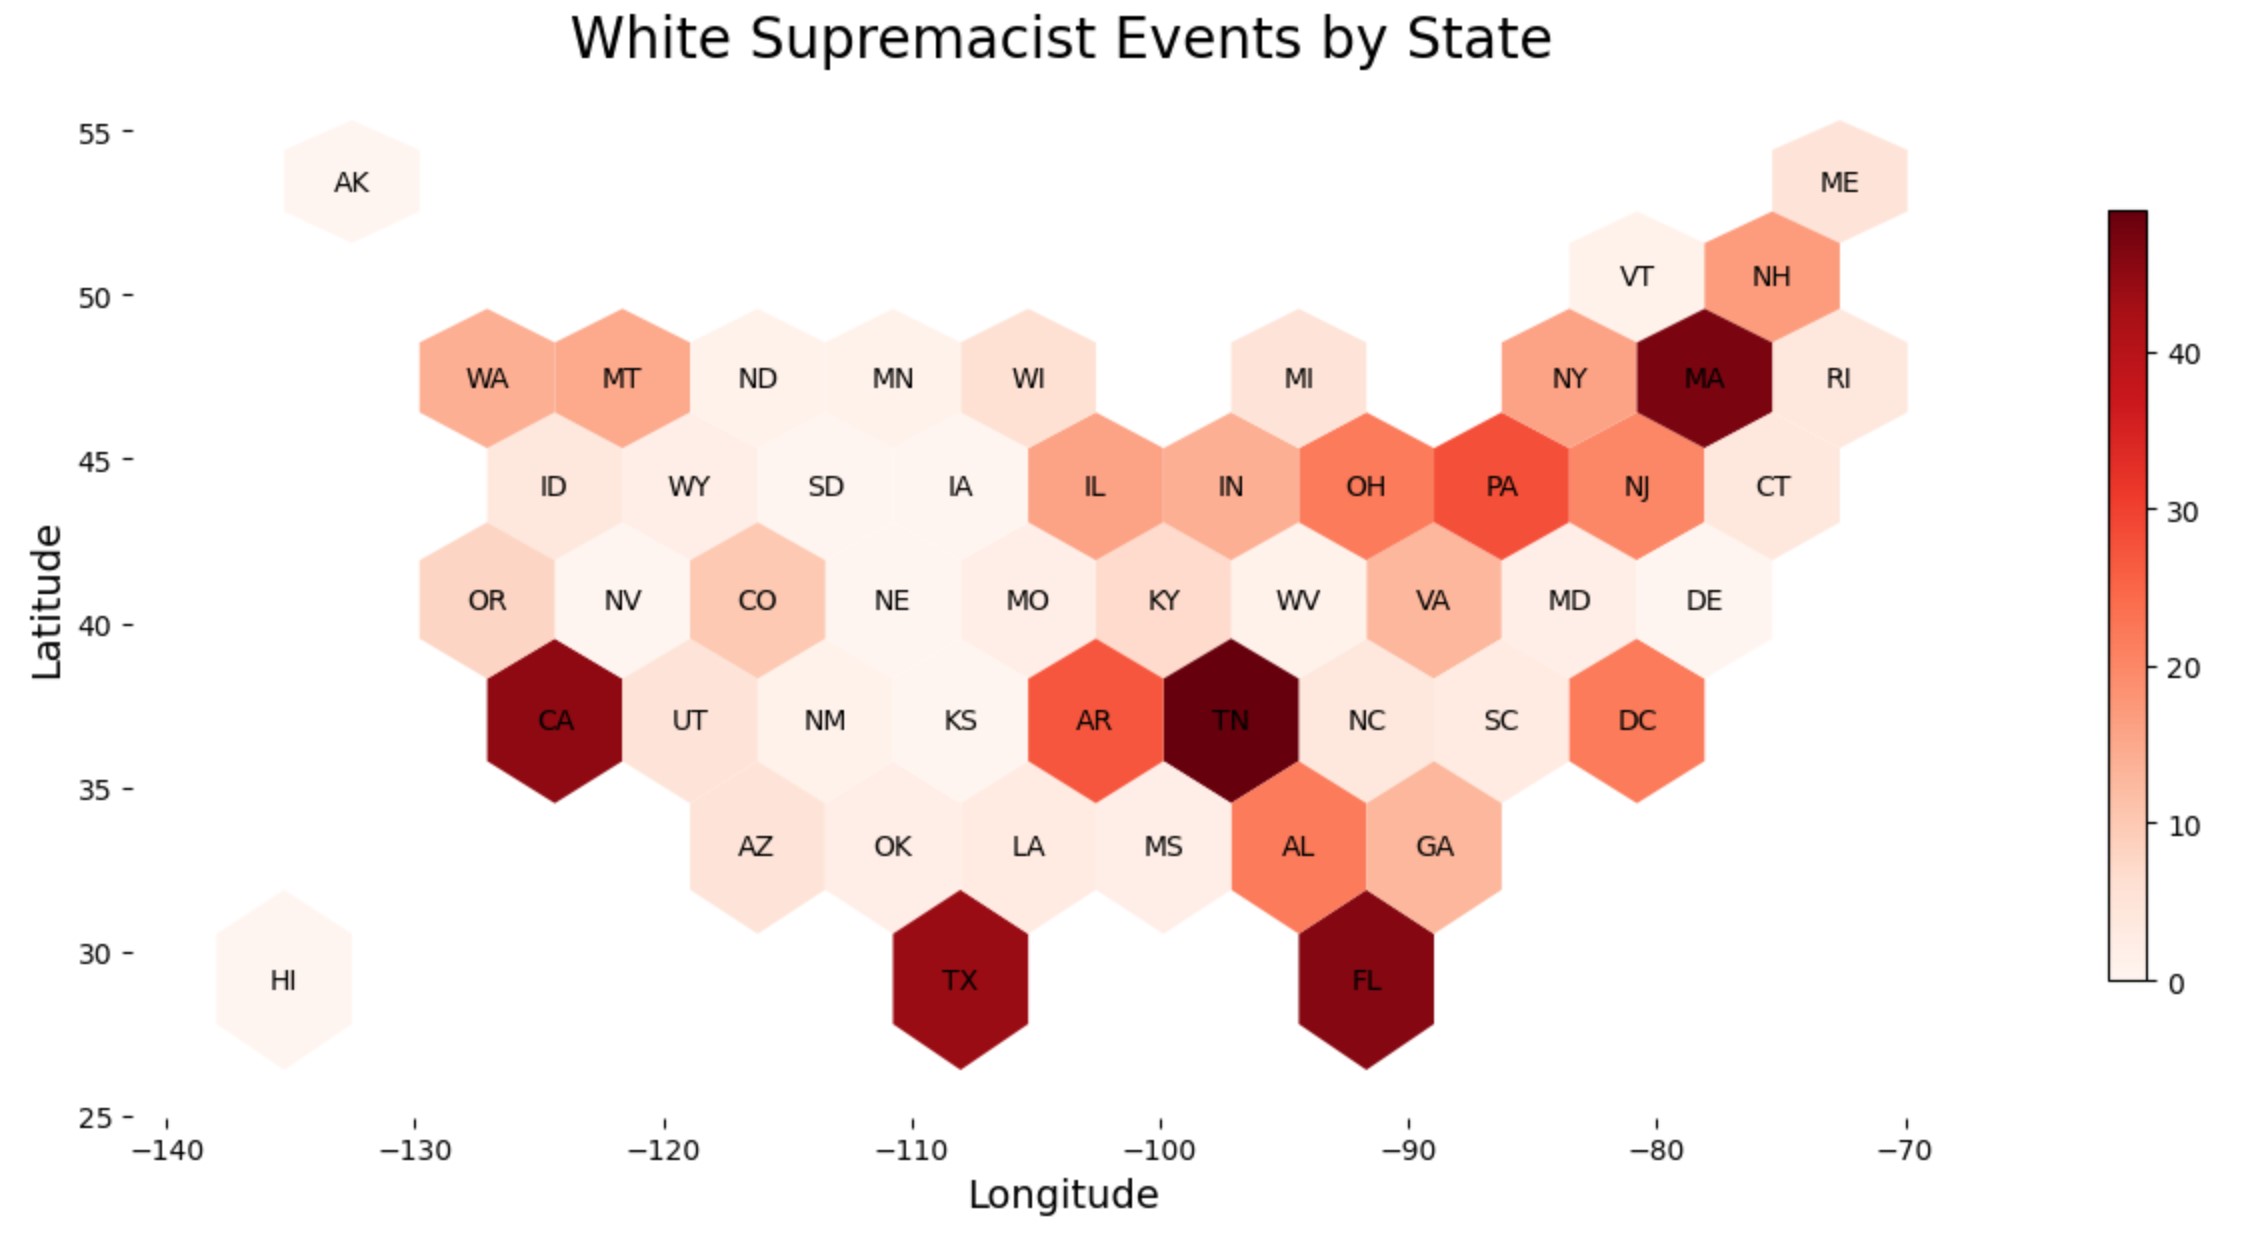 White Supremacist Events by State
55
AK
ME
VT
NH
50
WA MT ND MN WI MI NY MA RI
40
45
ID WY SD IA IL IN OH PA NJ CT
30
Latitude
OR NV CO NE MO KY WV VA MD DE
40
20
CA UT NM KS AR TN NC SC DC
35
10
AZ OK LA MS AL GA
30
HI
TX
FL
0
25
−140 −130 −120 −110 −100 −90 −80 −70
Longitude